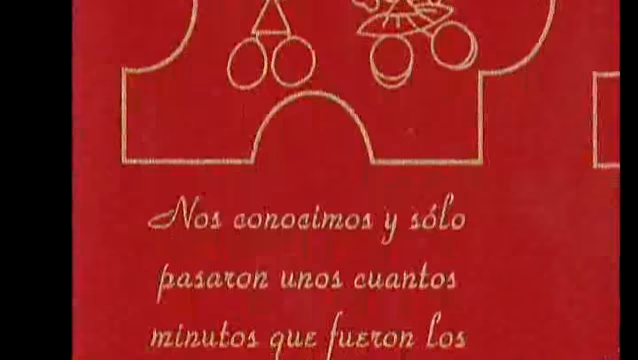 Nos conocimos y sólo
pasaron unos cuantos
minutos que fueron los